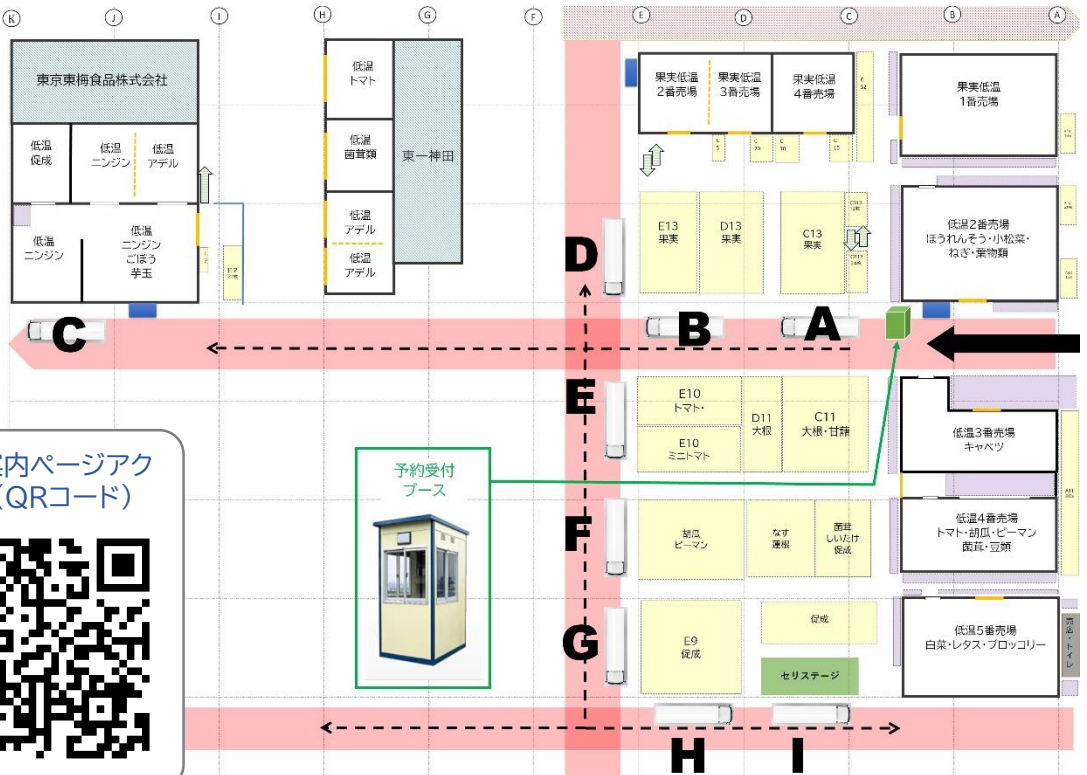 K
J
I
H
G
F
E
D
C
B
A
東京東梅食品株式会社
低温
促成
低温
ニンジン
低温
アデル
低温
ニンジン
低温
ニンジン
ごぼう
芋玉
低温
トマト
低温
菌茸類
低温
アデル
低温
アデル
東一神田
果実低温
2番売場
果実低温
3番売場
果実低温
4番売場
果実低温
1番売場
E13
果実
D13
果実
C13
果実
低温2番売場
ほうれんそう・小松菜・
ねぎ・葉物類
D
C
B
A
E
E10
トマト・
E10
ミニトマト
D11
大根
C11
大根・甘藷
低温3番売場
キャベツ
F
胡瓜
ピーマン
なす
蓮根
菌茸
しいたけ
促成
低温4番売場
トマト・胡瓜・ピーマン
菌茸・豆類
G
E9
促成
促成
セリステージ
低温5番売場
白菜・レタス・ブロッコリー
売店・トイレ
H
I
予約受付
ブース
案内ページアク
(QRコード)